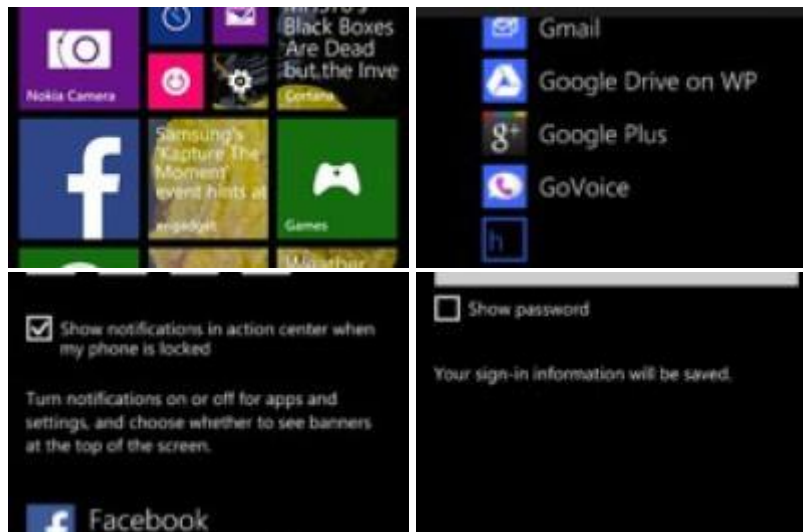 Black Boxes
Are Dead
but the Inve
Nokia Camera
Cortana
Samsung's
'Kapture The
Moment'
event hints at
engadget
Games
Weather
Gmail
Google Drive on WP
g+ Google Plus
GoVoice
h
Show notifications in action center when
my phone is locked
Turn notifications on or off for apps and
settings, and choose whether to see banners
at the top of the screen.
Facebook
Show password
Your sign-in information will be saved.